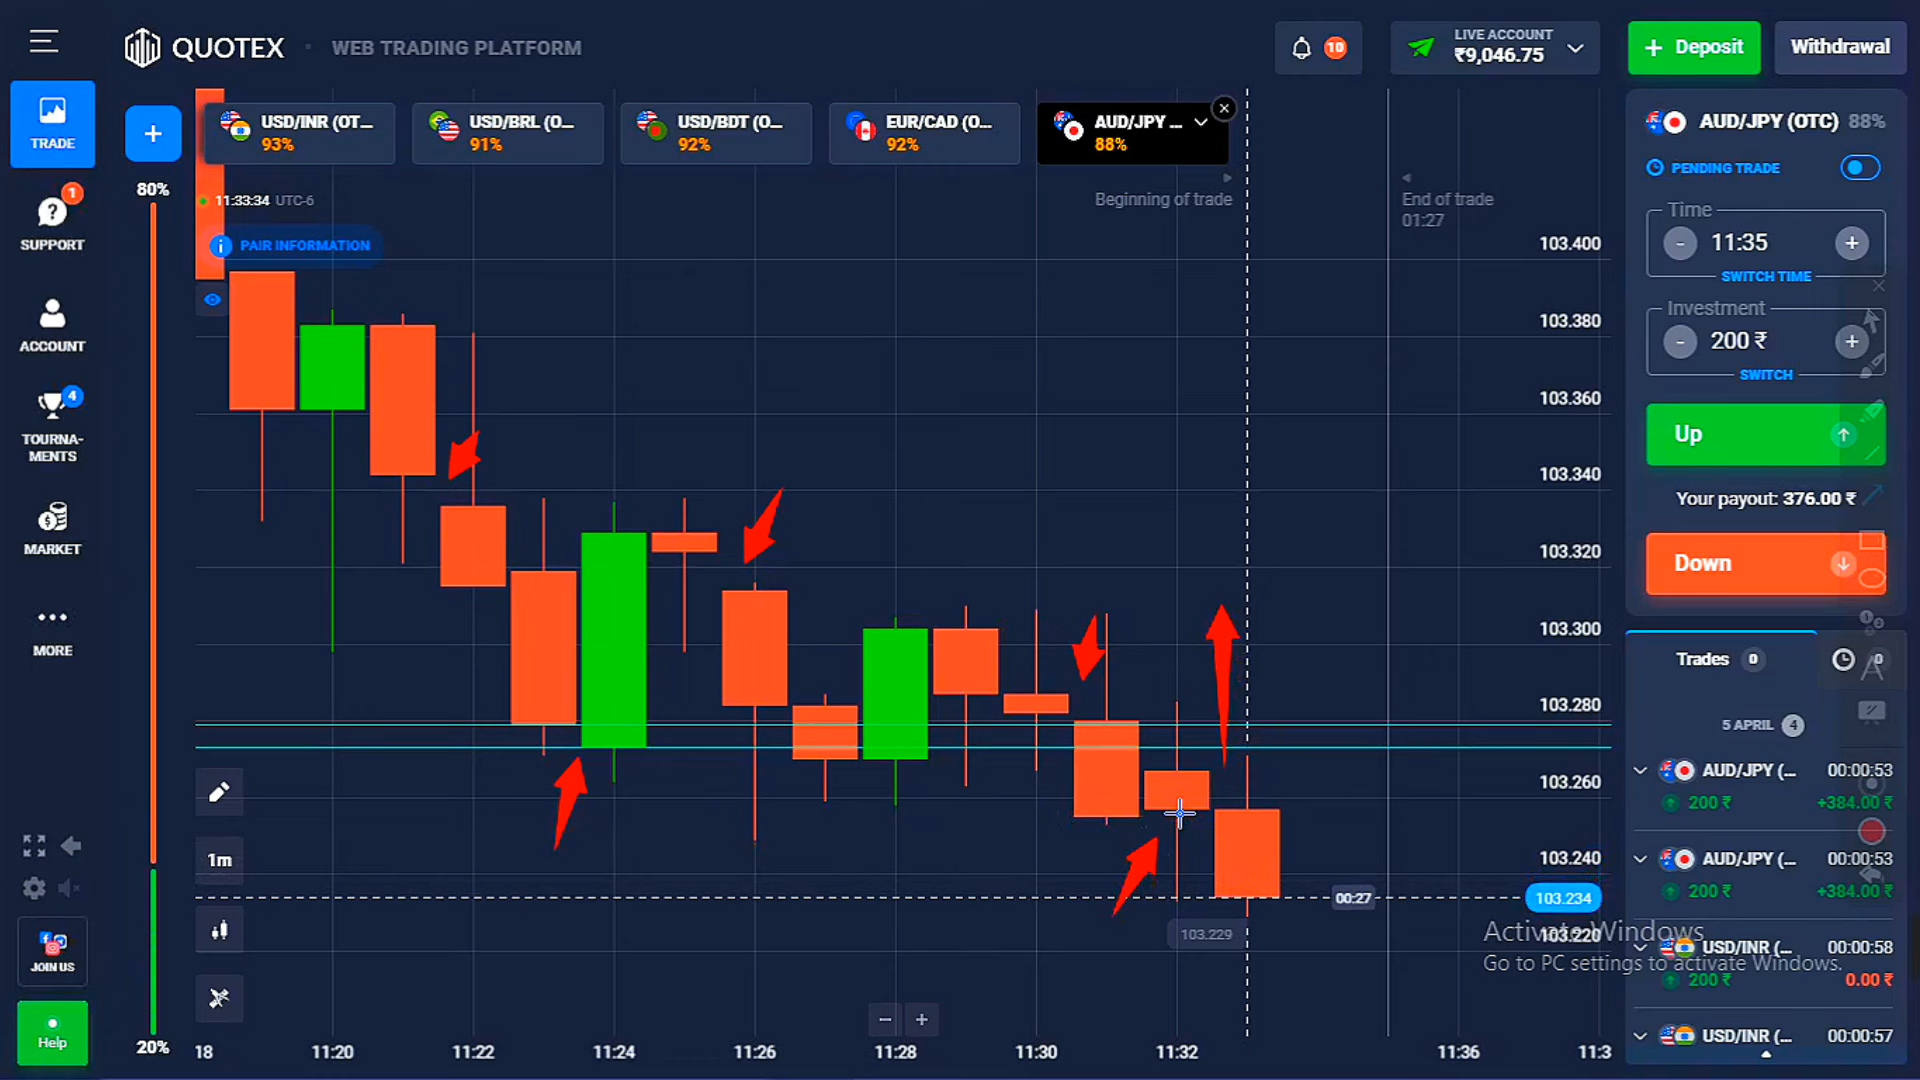 QUOTEX
WEB TRADING PLATFORM
10
LIVE ACCOUNT
₹9,046.75
+ Deposit
Withdrawal
TRADE
1
SUPPORT
ACCOUNT
4
TOURNA-
MENTS
MARKET
MORE
JOIN US
Help
+
80%
20%
USD/INR (OT...
93%
USD/BRL (O...
91%
USD/BDT (O...
92%
EUR/CAD (O...
92%
AUD/JPY ...
88%
11:33:34 UTC-6
PAIR INFORMATION
Beginning of trade
End of trade
01:27
103.400
103.380
103.360
103.340
103.320
103.300
103.280
103.260
103.240
103.234
103.220
00:27
103.229
1m
18
11:20
11:22
11:24
11:26
11:28
11:30
11:32
11:36
11:3
AUD/JPY (OTC) 88%
PENDING TRADE
Time
- 11:35 +
SWITCH TIME
Investment
- 200 ₹ +
SWITCH
Up
Your payout: 376.00 ₹
Down
Trades 0
0
5 APRIL 4
AUD/JPY (... 00:00:53
200 ₹ +384.00 ₹
AUD/JPY (... 00:00:53
200 ₹ +384.00 ₹
USD/INR (... 00:00:58
200 ₹ 0.00 ₹
USD/INR (... 00:00:57
Activate Windows
Go to PC settings to activate Windows.